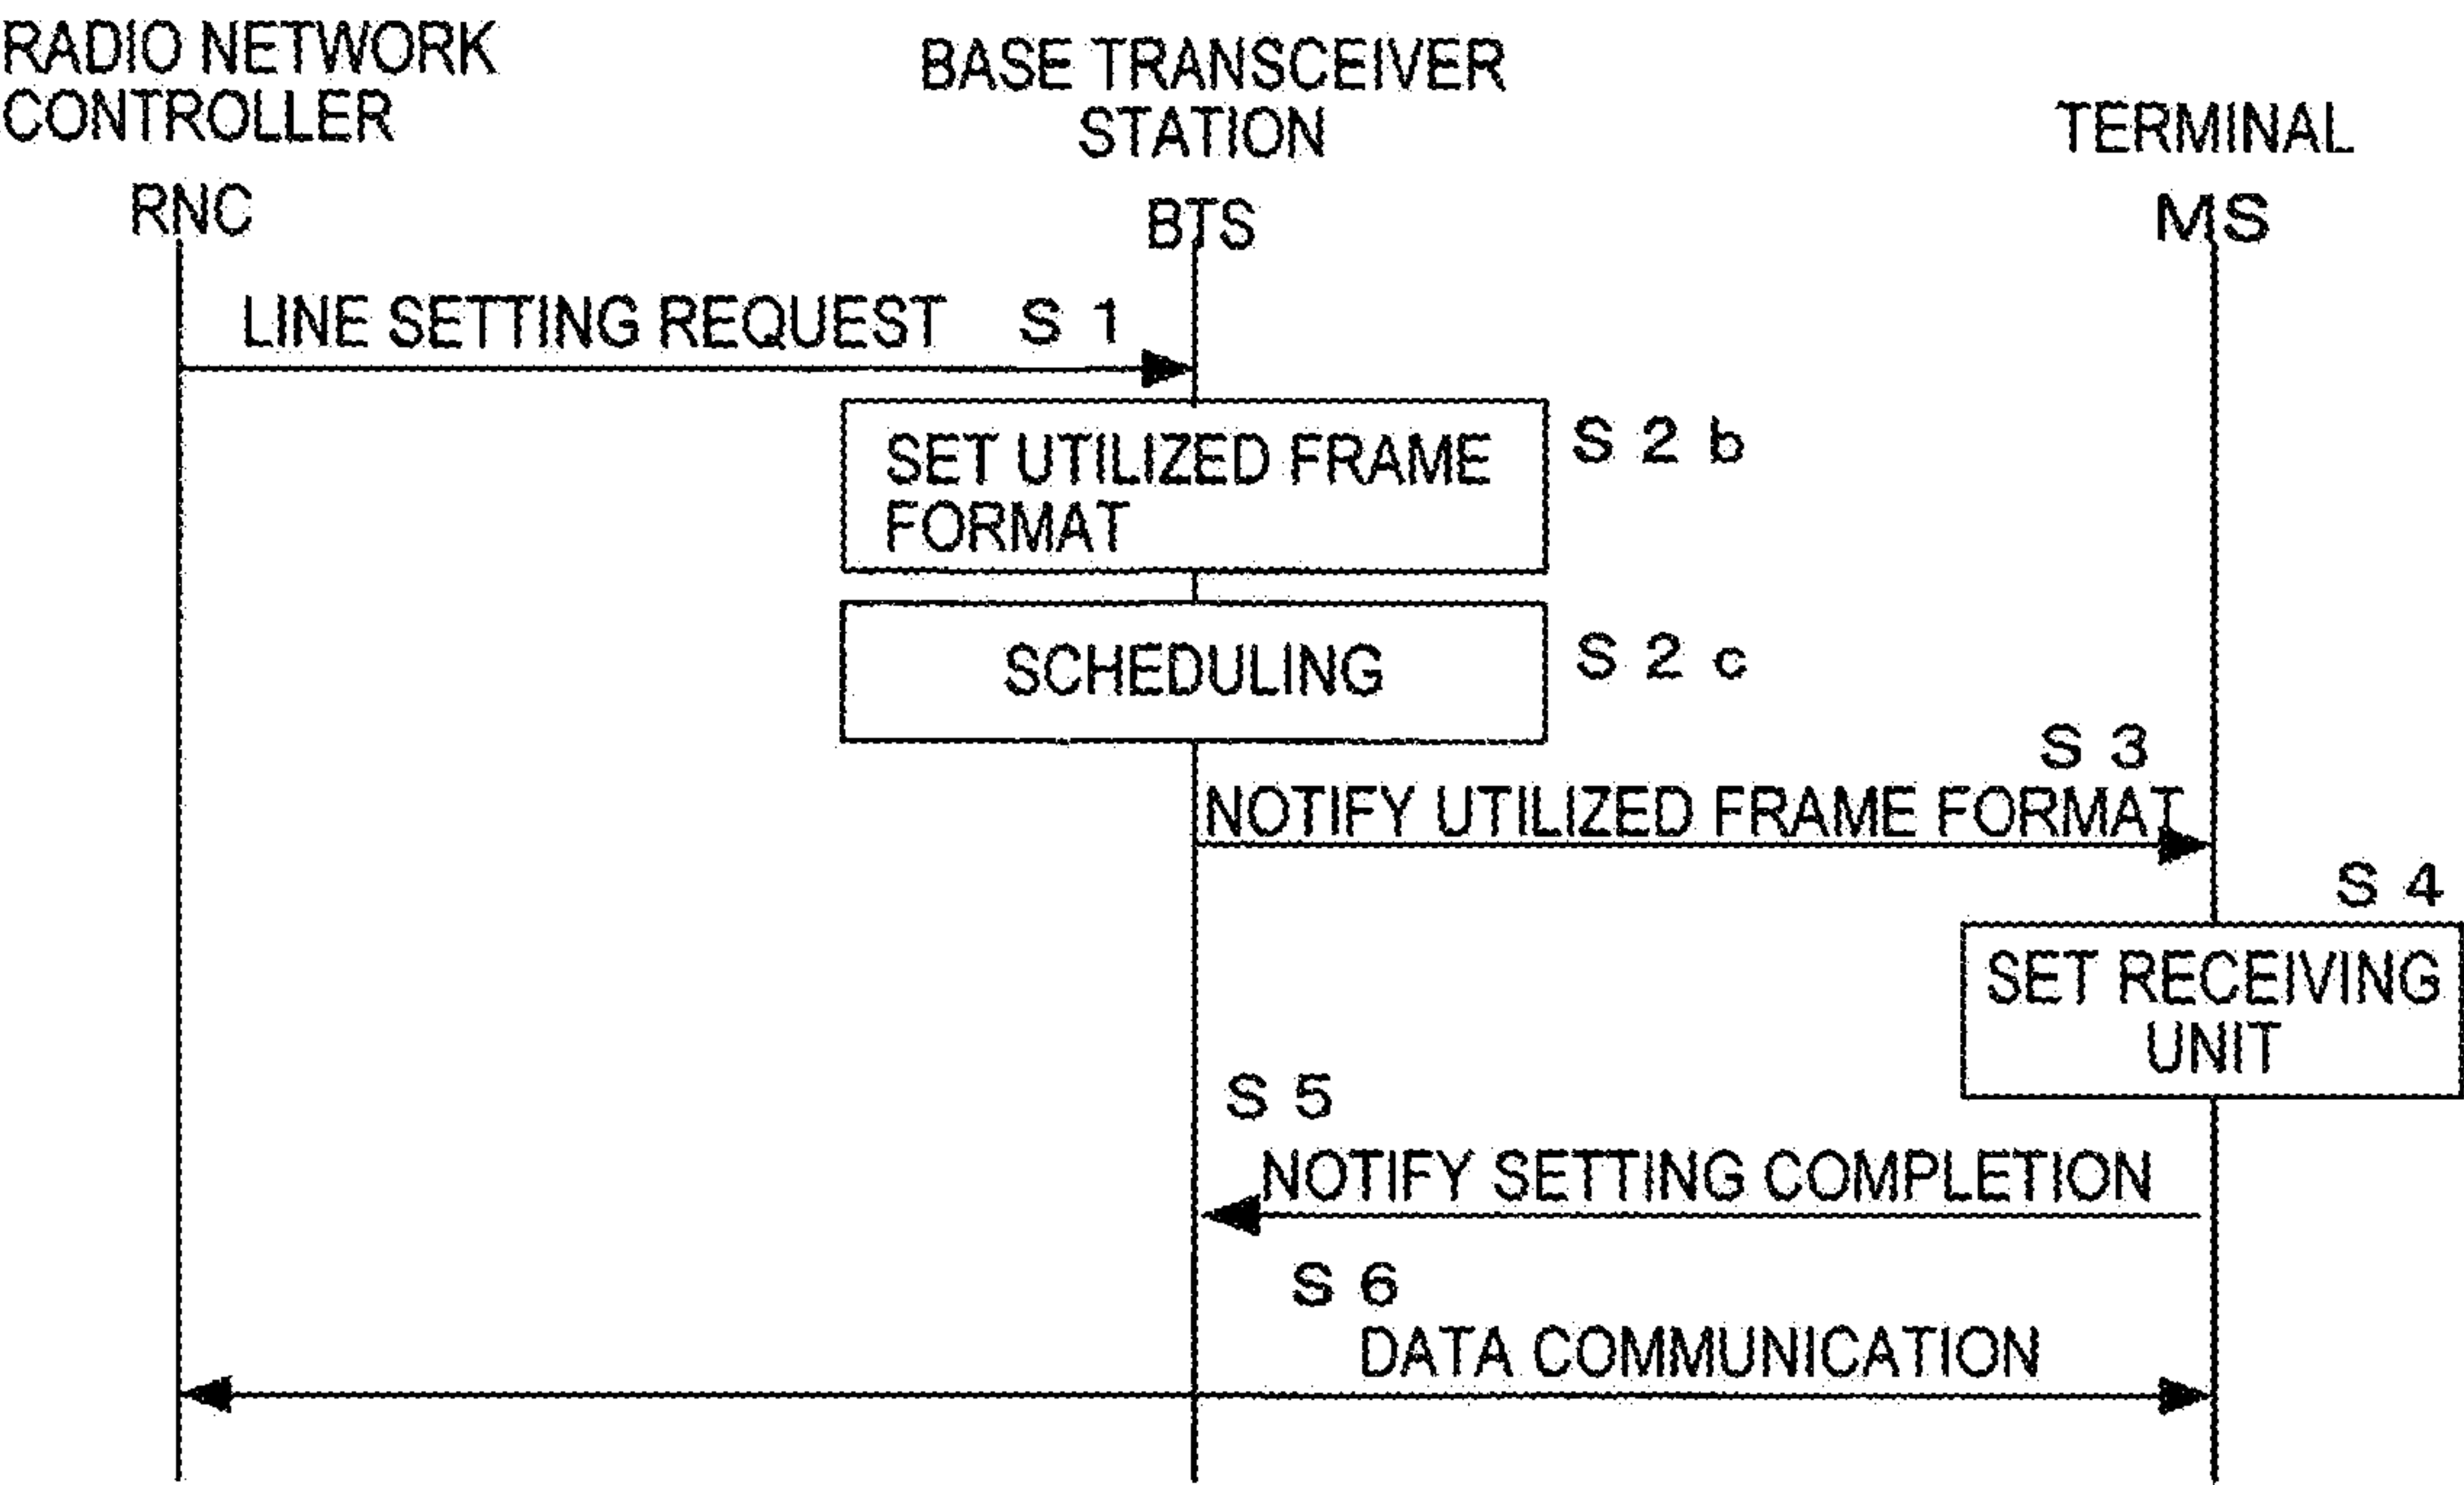 RADIO NETWORK
CONTROLLER
RNC
BASE TRANSCEIVER
STATION
BTS
TERMINAL
MS
LINE SETTING REQUEST S 1
SET UTILIZED FRAME
FORMAT
S 2 b
SCHEDULING
S 2 c
S 3
NOTIFY UTILIZED FRAME FORMAT
S 4
SET RECEIVING
UNIT
S 5
NOTIFY SETTING COMPLETION
S 6
DATA COMMUNICATION